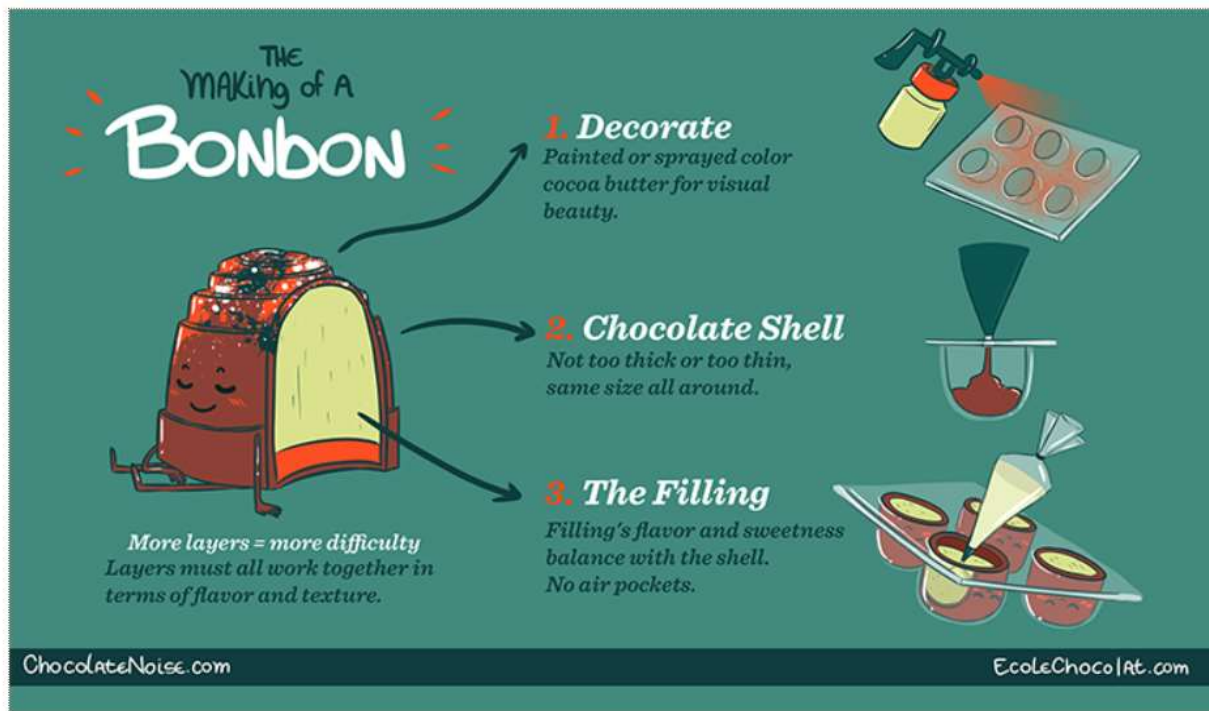 THE
MAKing of A
BONbON
1. Decorate
Painted or sprayed color
cocoa butter for visual
beauty.
2. Chocolate Shell
Not too thick or too thin,
same size all around.
3. The Filling
Filling's flavor and sweetness
balance with the shell.
No air pockets.
More layers = more difficulty
Layers must all work together in
terms of flavor and texture.
ChocolateNoise.com
EcoleChocolat.com